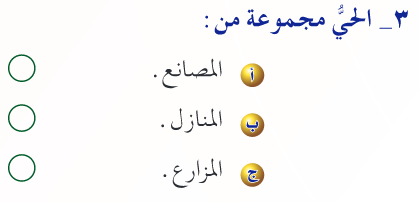 ٣_ الحيُّ مجموعة من :
أ المصانع .
ب المنازل .
ج المزارع .